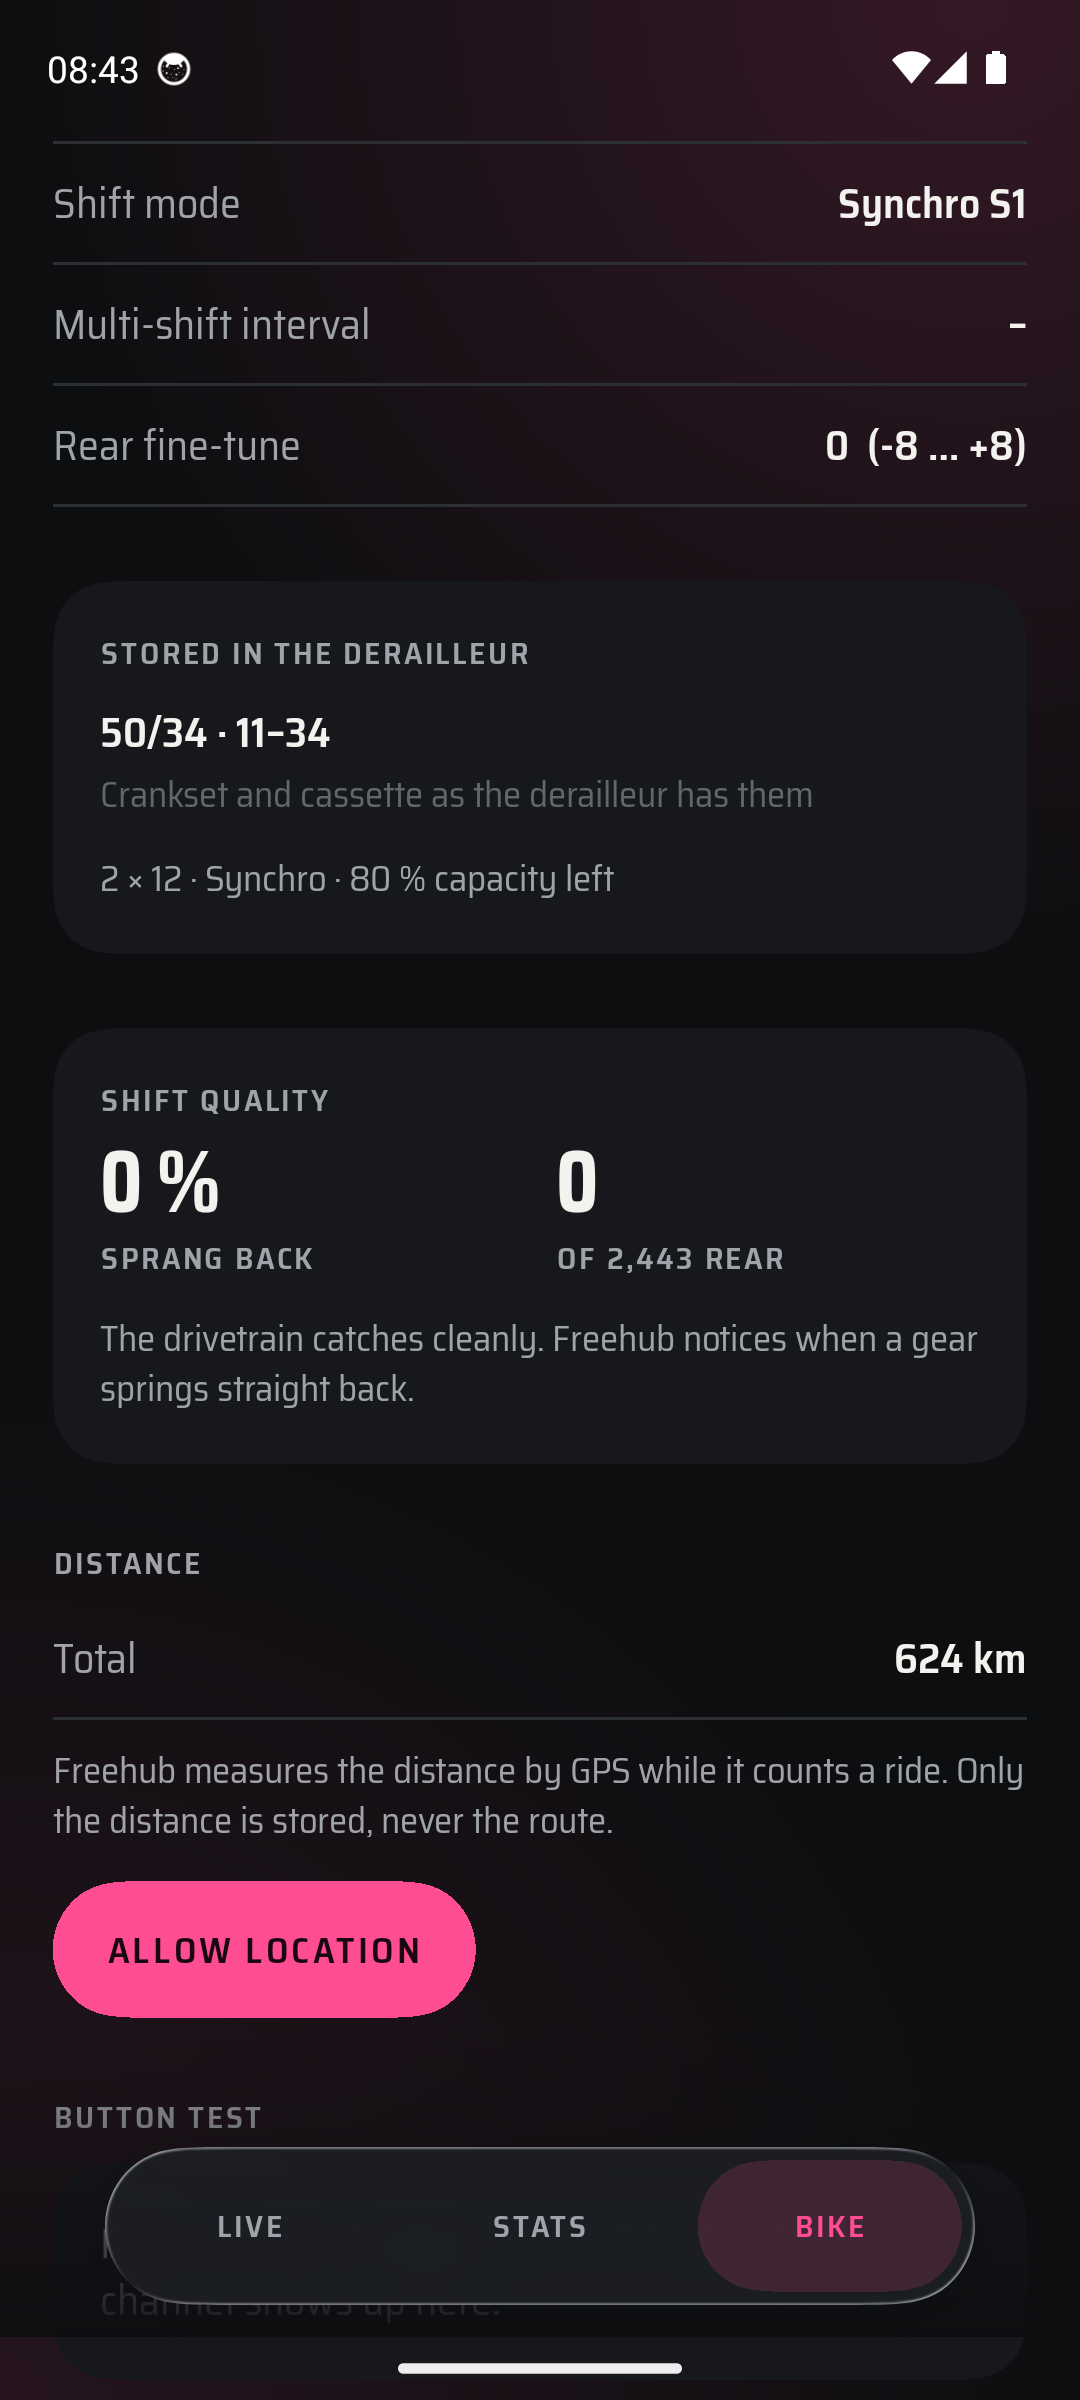 08:43
Shift mode Synchro S1
Multi-shift interval –
Rear fine-tune 0 (-8 ... +8)
STORED IN THE DERAILLEUR
50/34 · 11–34
Crankset and cassette as the derailleur has them
2 × 12 · Synchro · 80 % capacity left
SHIFT QUALITY
0 % 0
SPRANG BACK OF 2,443 REAR
The drivetrain catches cleanly. Freehub notices when a gear
springs straight back.
DISTANCE
Total 624 km
Freehub measures the distance by GPS while it counts a ride. Only
the distance is stored, never the route.
ALLOW LOCATION
BUTTON TEST
LIVE STATS BIKE
channel shows up here.